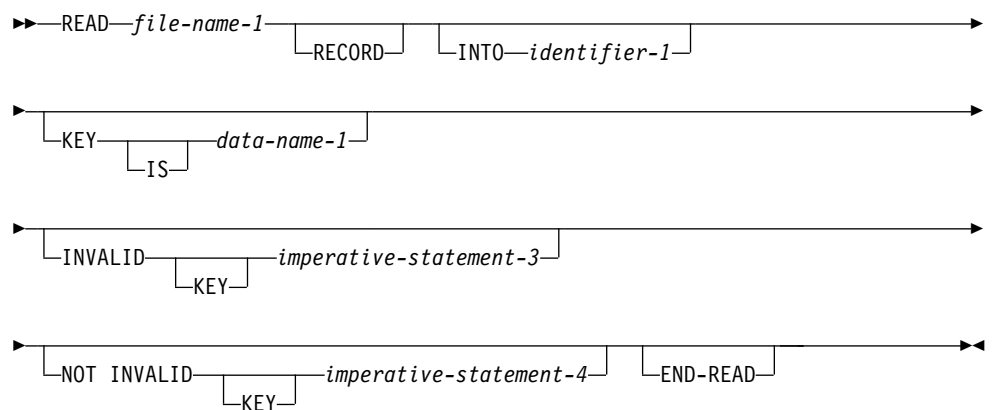 READ file-name-1
RECORD INTO identifier-1
KEY data-name-1
IS
INVALID imperative-statement-3
KEY
NOT INVALID imperative-statement-4 END-READ
KEY